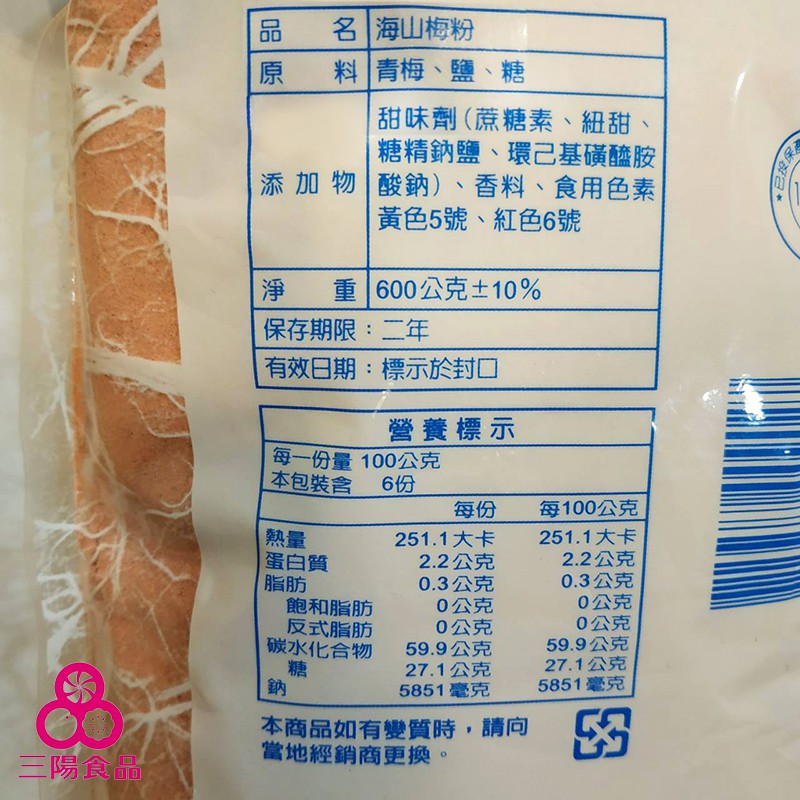 品名 海山梅粉
原料 青梅、鹽、糖
添加物 甜味劑(蔗糖素、紐甜、
糖精鈉鹽、環己基磺醯胺
酸鈉)、香料、食用色素
黃色5號、紅色6號
淨重 600公克±10%
保存期限：二年
有效日期：標示於封口
營養標示
每一份量 100公克
本包裝含 6份
每份 每100公克
熱量 251.1大卡 251.1大卡
蛋白質 2.2公克 2.2公克
脂肪 0.3公克 0.3公克
飽和脂肪 0公克 0公克
反式脂肪 0公克 0公克
碳水化合物 59.9公克 59.9公克
糖 27.1公克 27.1公克
鈉 5851毫克 5851毫克
本商品如有變質時，請向
當地經銷商更換。
三陽食品